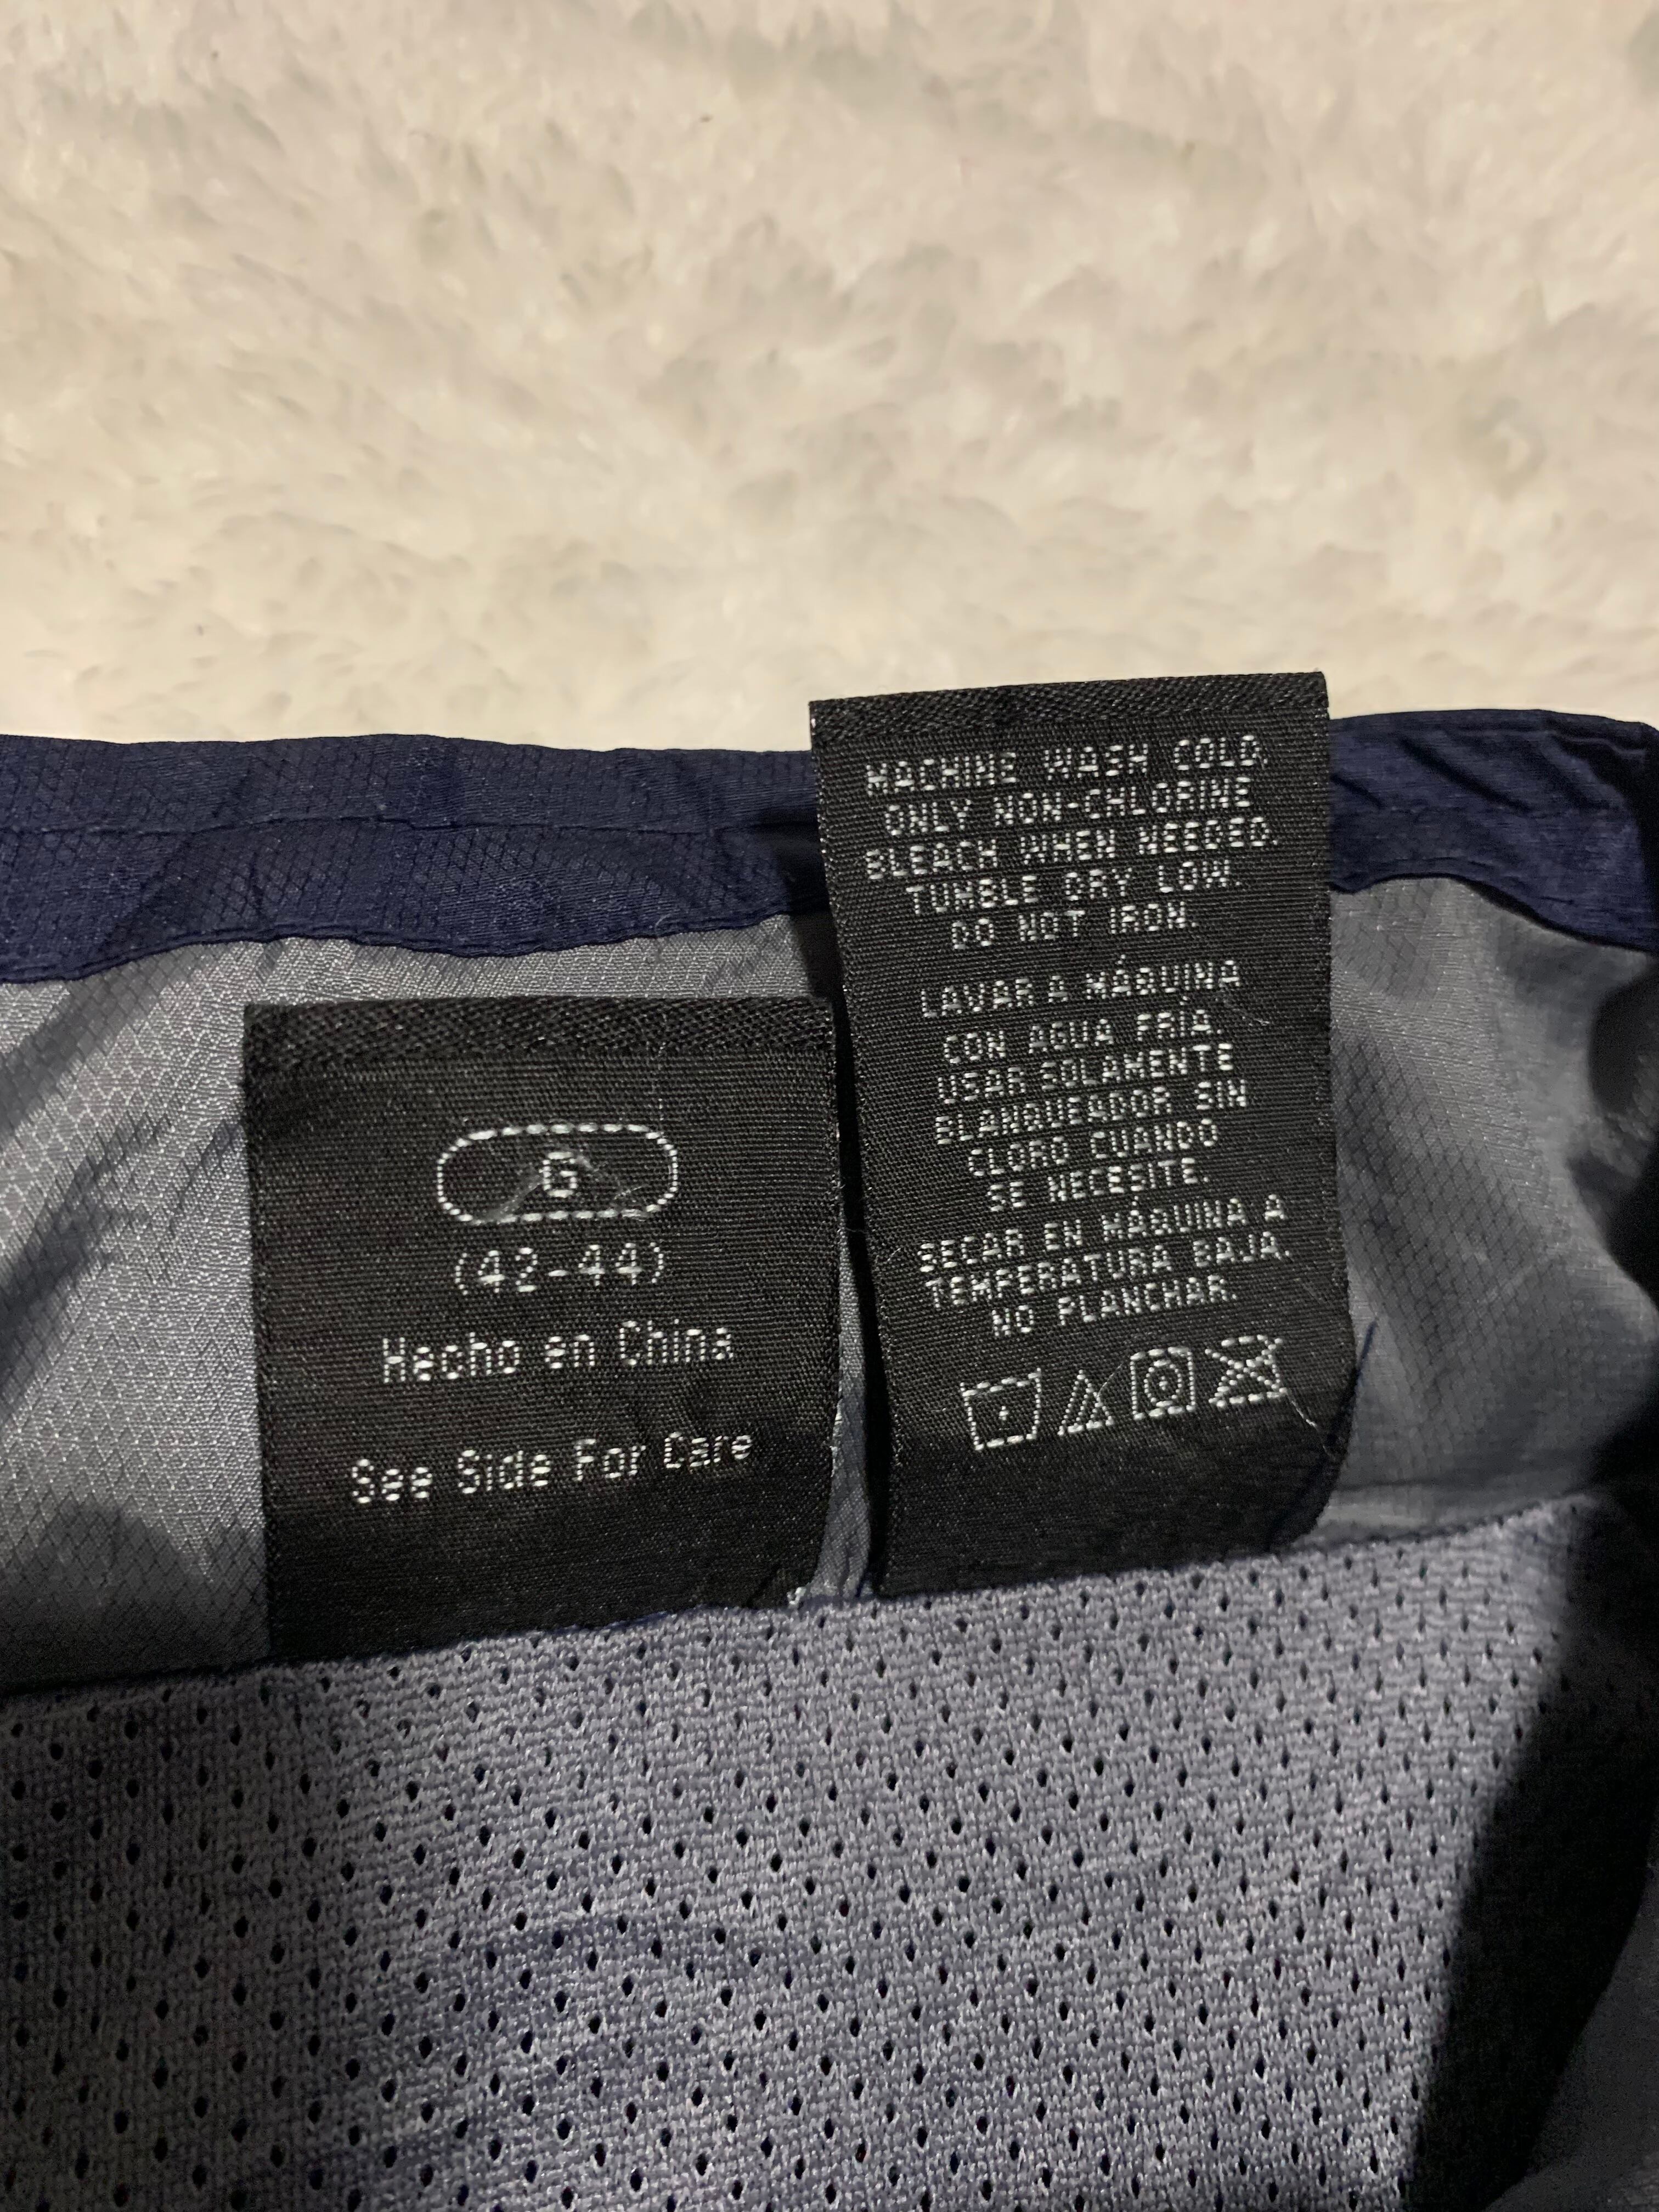 G
(42-44)
Hecho en China
See Side For Care
MACHINE WASH COLD.
ONLY NON-CHLORINE
BLEACH WHEN NEEDED.
TUMBLE DRY LOW.
DO NOT IRON.
LAVAR A MÁQUINA
CON AGUA FRÍA.
USAR SOLAMENTE
BLANQUEADOR SIN
CLORO CUANDO
SE NECESITE.
SECAR EN MÁQUINA A
TEMPERATURA BAJA.
NO PLANCHAR.